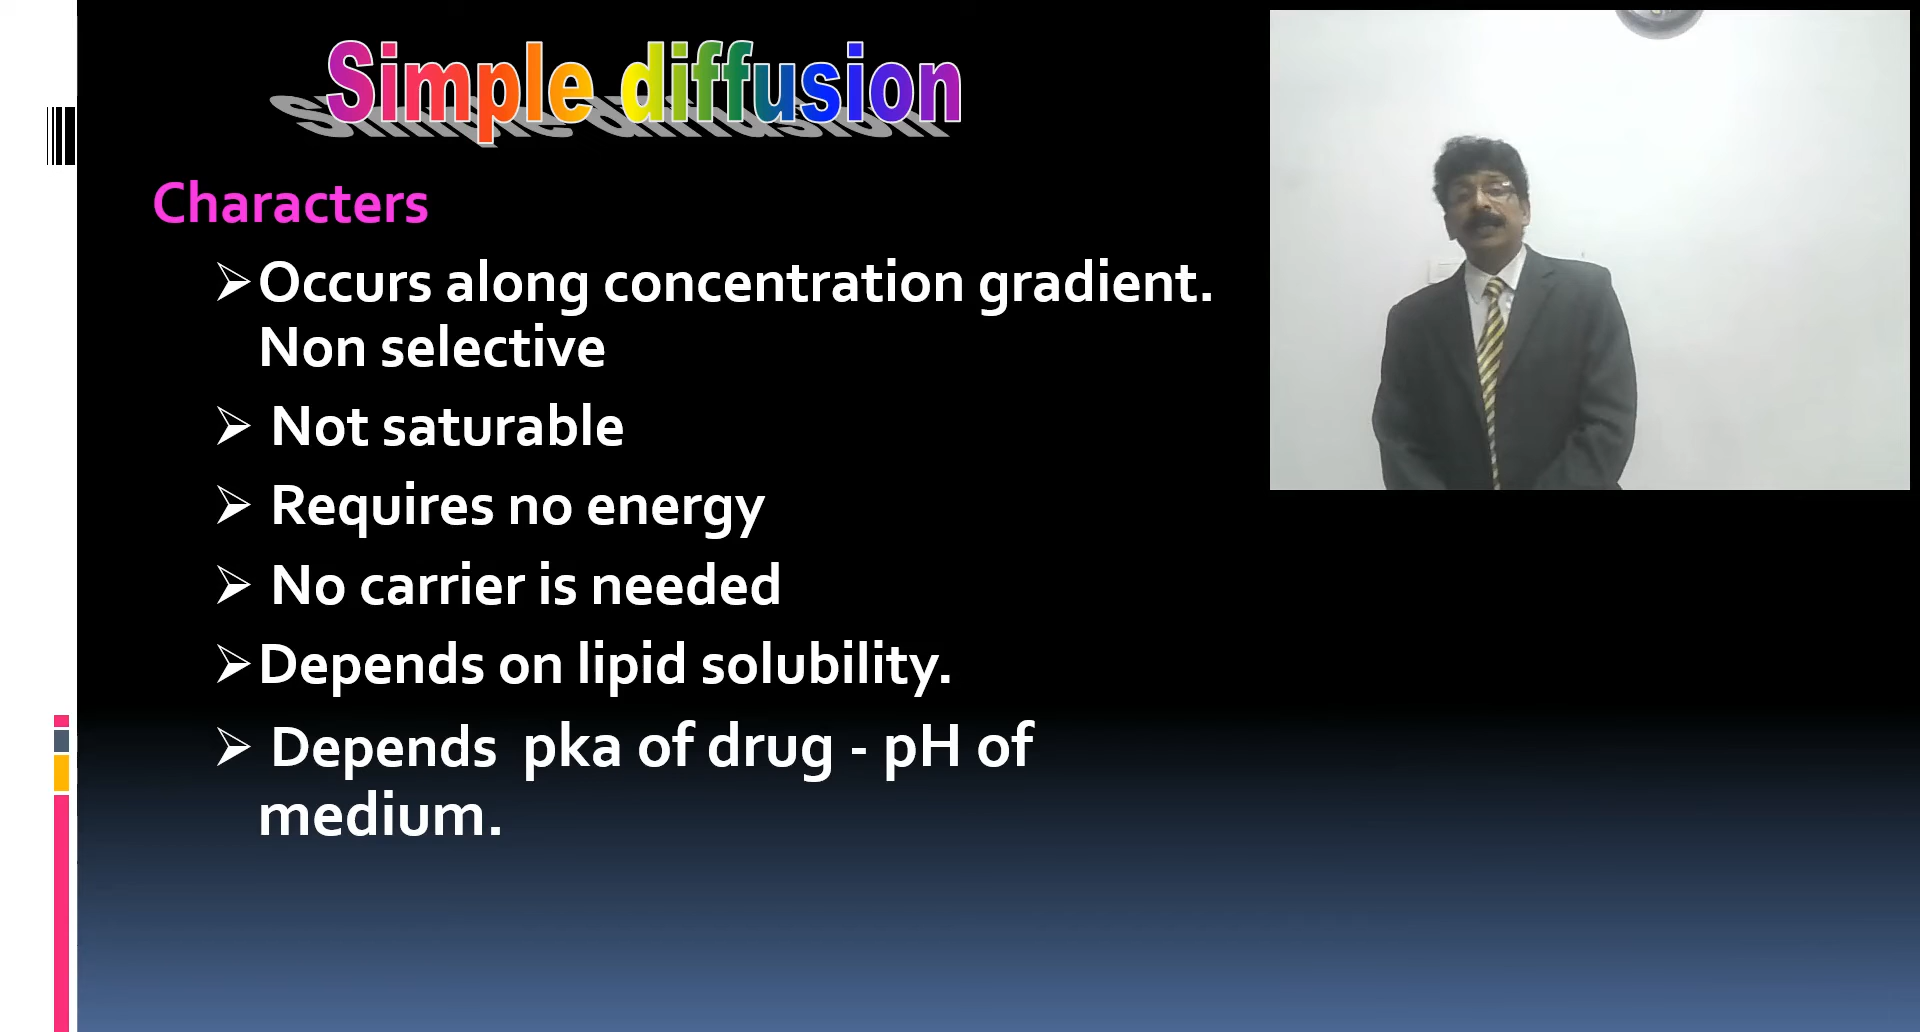 Simple diffusion
Characters
➢Occurs along concentration gradient.
Non selective
➢ Not saturable
➢ Requires no energy
➢ No carrier is needed
➢Depends on lipid solubility.
➢ Depends  pka of drug - pH of
medium.